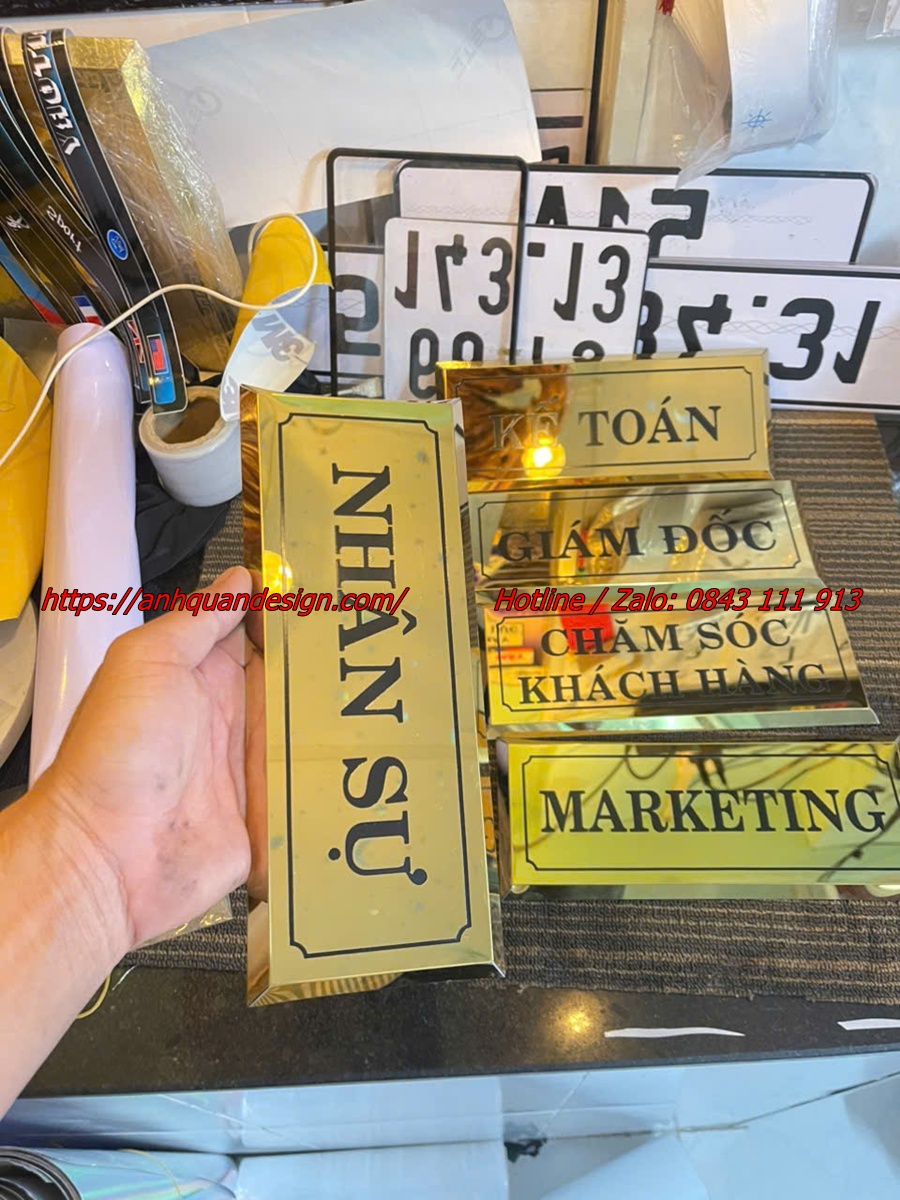 KẾ TOÁN
GIÁM ĐỐC
https://anhquandesign.com/
Hotline / Zalo: 0843 111 913
CHĂM SÓC
KHÁCH HÀNG
NHÂN SỰ
MARKETING